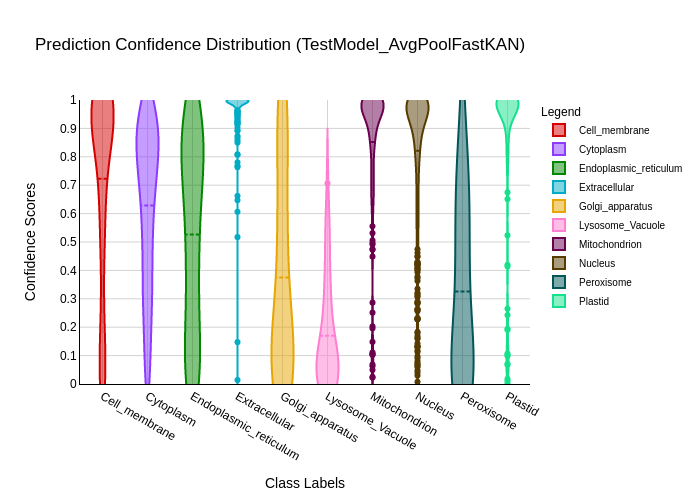 Prediction Confidence Distribution (TestModel_AvgPoolFastKAN)
Confidence Scores
1
0.9
0.8
0.7
0.6
0.5
0.4
0.3
0.2
0.1
0
Cell_membrane
Cytoplasm
Endoplasmic_reticulum
Extracellular
Golgi_apparatus
Lysosome_Vacuole
Mitochondrion
Nucleus
Peroxisome
Plastid
Class Labels
Legend
Cell_membrane
Cytoplasm
Endoplasmic_reticulum
Extracellular
Golgi_apparatus
Lysosome_Vacuole
Mitochondrion
Nucleus
Peroxisome
Plastid